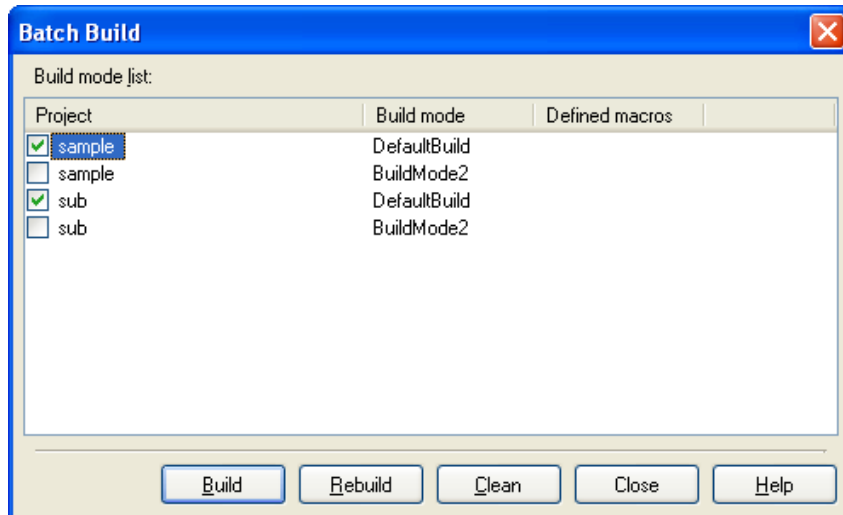 Batch Build
Build mode list:
Project Build mode Defined macros
sample DefaultBuild
sample BuildMode2
sub DefaultBuild
sub BuildMode2
Build Rebuild Clean Close Help